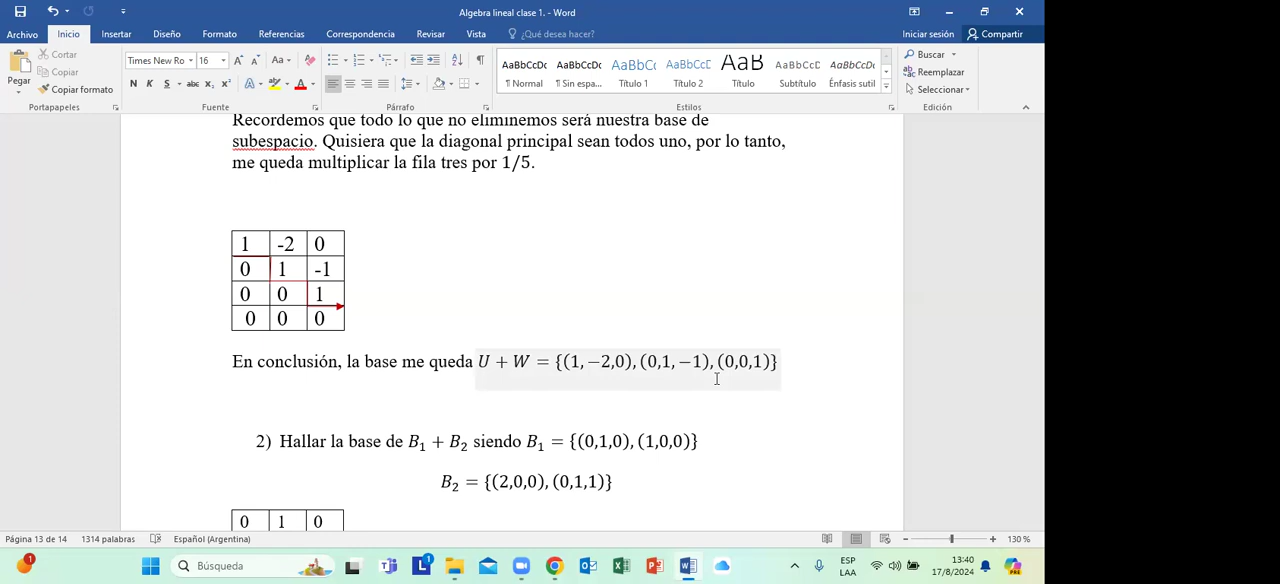 Algebra lineal clase 1. - Word
Archivo Inicio Insertar Diseño Formato Referencias Correspondencia Revisar Vista ¿Qué desea hacer? Iniciar sesión Compartir
Pegar
Cortar
Copiar
Copiar formato
Portapapeles
Times New Ro 16
N K S abc x₂ x²
Fuente
Párrafo
AaBbCcDc AaBbCcDc AaBbC AaBbCcC AaB AaBbCcD AaBbCcDc
¶ Normal ¶ Sin espa... Título 1 Título 2 Título Subtítulo Énfasis sutil
Estilos
Buscar
Reemplazar
Seleccionar
Edición
Recordemos que todo lo que no eliminemos será nuestra base de
subespacio. Quisiera que la diagonal principal sean todos uno, por lo tanto,
me queda multiplicar la fila tres por 1/5.
1 -2 0
0 1 -1
0 0 1
0 0 0
En conclusión, la base me queda U + W = {(1, −2,0), (0,1, −1), (0,0,1)}
2) Hallar la base de B₁ + B₂ siendo B₁ = {(0,1,0), (1,0,0)}
B₂ = {(2,0,0), (0,1,1)}
0 1 0
Página 13 de 14 1314 palabras Español (Argentina) 130 %
Búsqueda
ESP
LAA
13:40
17/8/2024